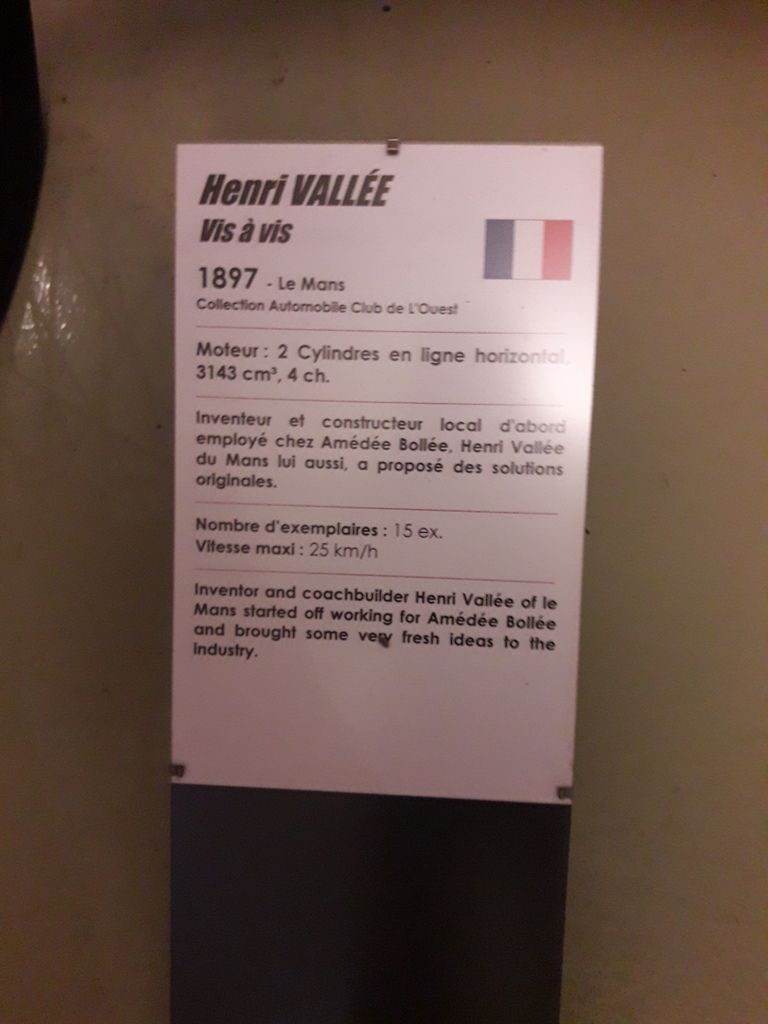 Henri VALLÉE
Vis à vis
1897 - Le Mans
Collection Automobile Club de L'Ouest
Moteur : 2 Cylindres en ligne horizontal,
3143 cm³, 4 ch.
Inventeur et constructeur local d'abord
employé chez Amédée Bollée, Henri Vallée
du Mans lui aussi, a proposé des solutions
originales.
Nombre d'exemplaires : 15 ex.
Vitesse maxi : 25 km/h
Inventor and coachbuilder Henri Vallée of le
Mans started off working for Amédée Bollée
and brought some very fresh ideas to the
industry.